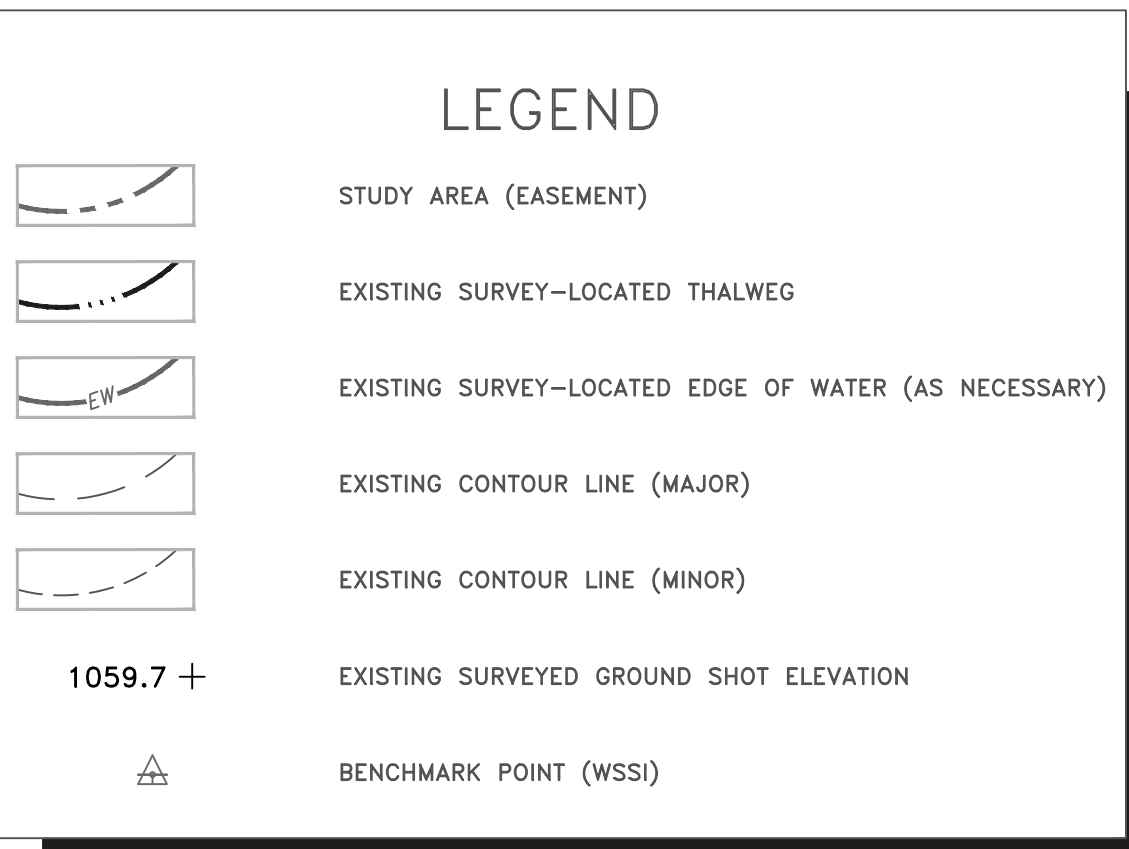 LEGEND
STUDY AREA (EASEMENT)
EXISTING SURVEY–LOCATED THALWEG
EW EXISTING SURVEY–LOCATED EDGE OF WATER (AS NECESSARY)
EXISTING CONTOUR LINE (MAJOR)
EXISTING CONTOUR LINE (MINOR)
1059.7 + EXISTING SURVEYED GROUND SHOT ELEVATION
BENCHMARK POINT (WSSI)